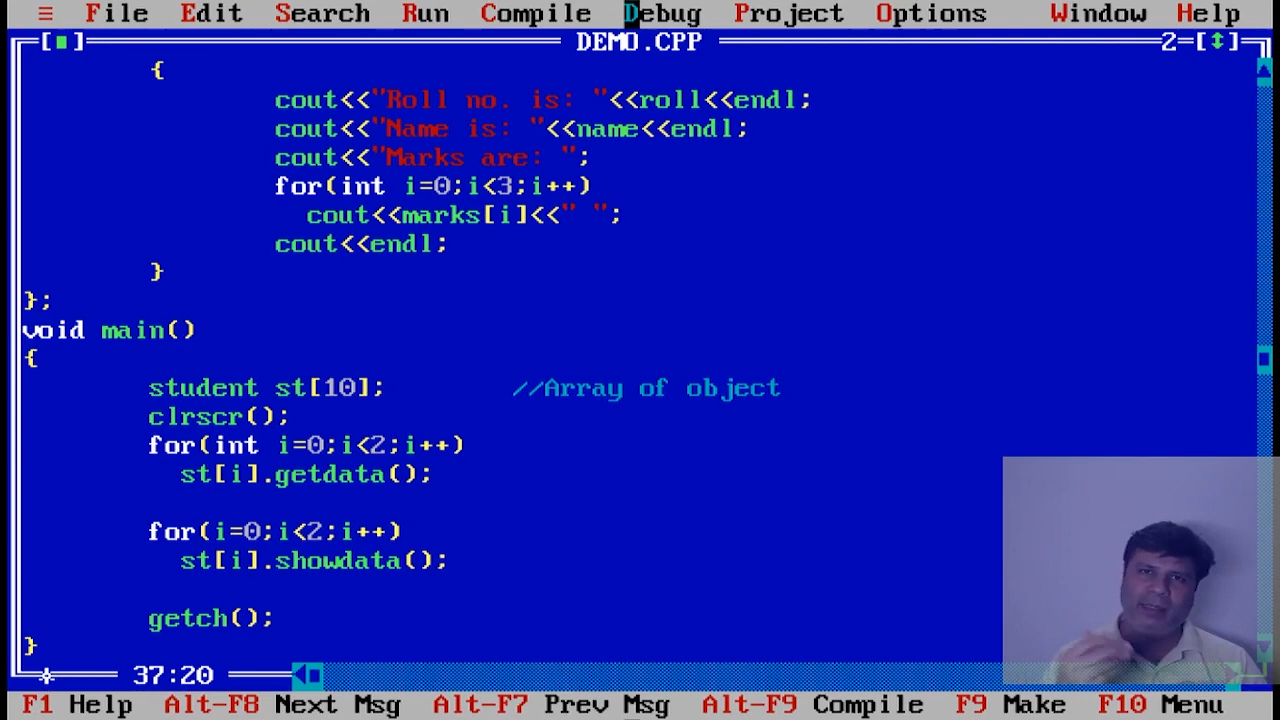 ≡ File Edit Search Run Compile Debug Project Options Window Help
[■] DEMO.CPP 2=[↕]
{
cout<<"Roll no. is: "<<roll<<endl;
cout<<"Name is: "<<name<<endl;
cout<<"Marks are: ";
for(int i=0;i<3;i++)
cout<<marks[i]<<" ";
cout<<endl;
}
};
void main()
{
student st[10]; //Array of object
clrscr();
for(int i=0;i<2;i++)
st[i].getdata();
for(i=0;i<2;i++)
st[i].showdata();
getch();
}
37:20
F1 Help Alt-F8 Next Msg Alt-F7 Prev Msg Alt-F9 Compile F9 Make F10 Menu